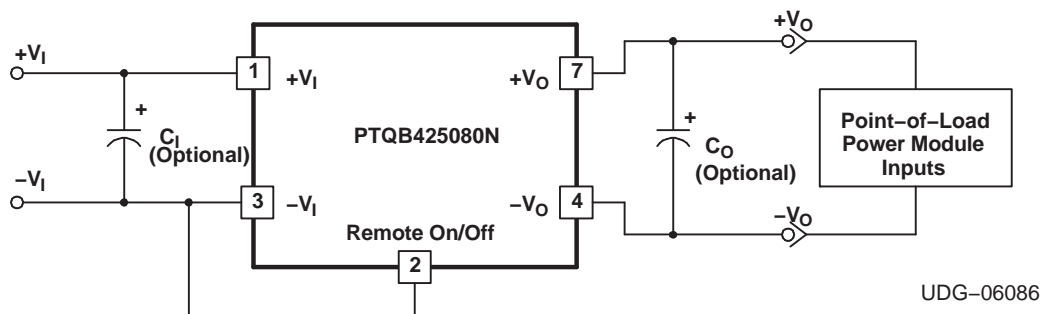 +VI
1
+VI
+
CI
(Optional)
−VI
3
−VI
PTQB425080N
Remote On/Off
2
7
+VO
4
−VO
+
CO
(Optional)
+VO
−VO
Point−of−Load
Power Module
Inputs
UDG−06086